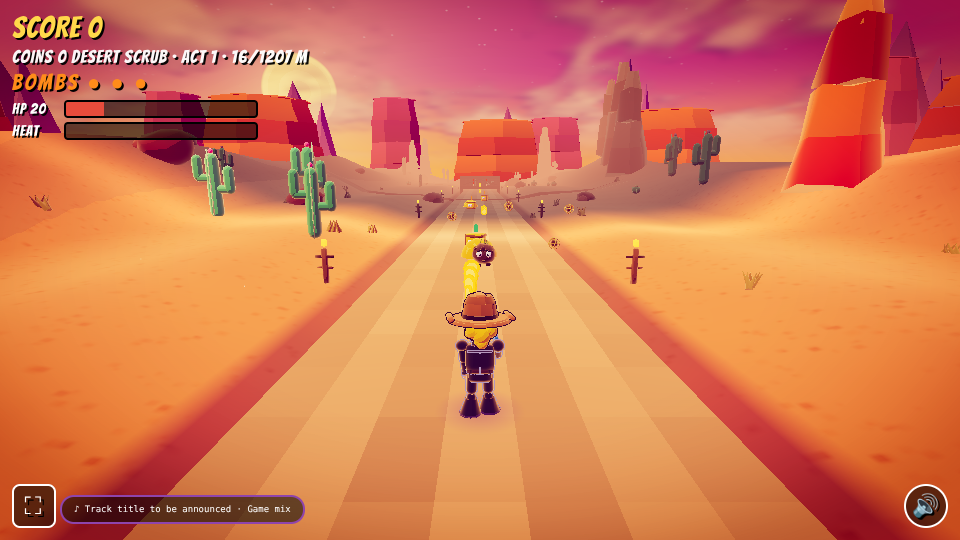 SCORE 0
COINS 0 DESERT SCRUB · ACT 1 · 16/1207 M
BOMBS
HP 20
HEAT
♪ Track title to be announced · Game mix